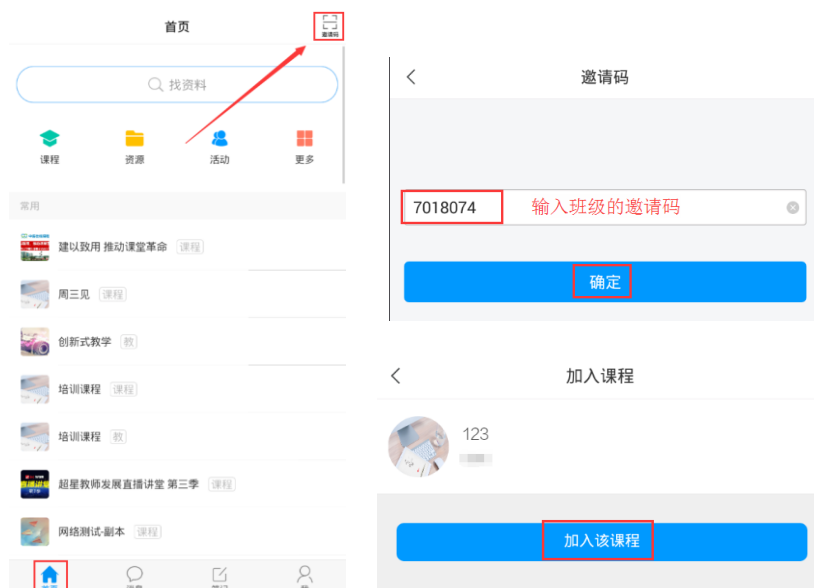 首页
邀请码
找资料
课程
资源
活动
更多
常用
建以致用 推动课堂革命 课程
周三见 课程
创新式教学 教
培训课程 课程
培训课程 教
超星教师发展直播讲堂 第三季 课程
网络测试-副本 课程
邀请码
7018074 输入班级的邀请码
确定
加入课程
123
加入该课程